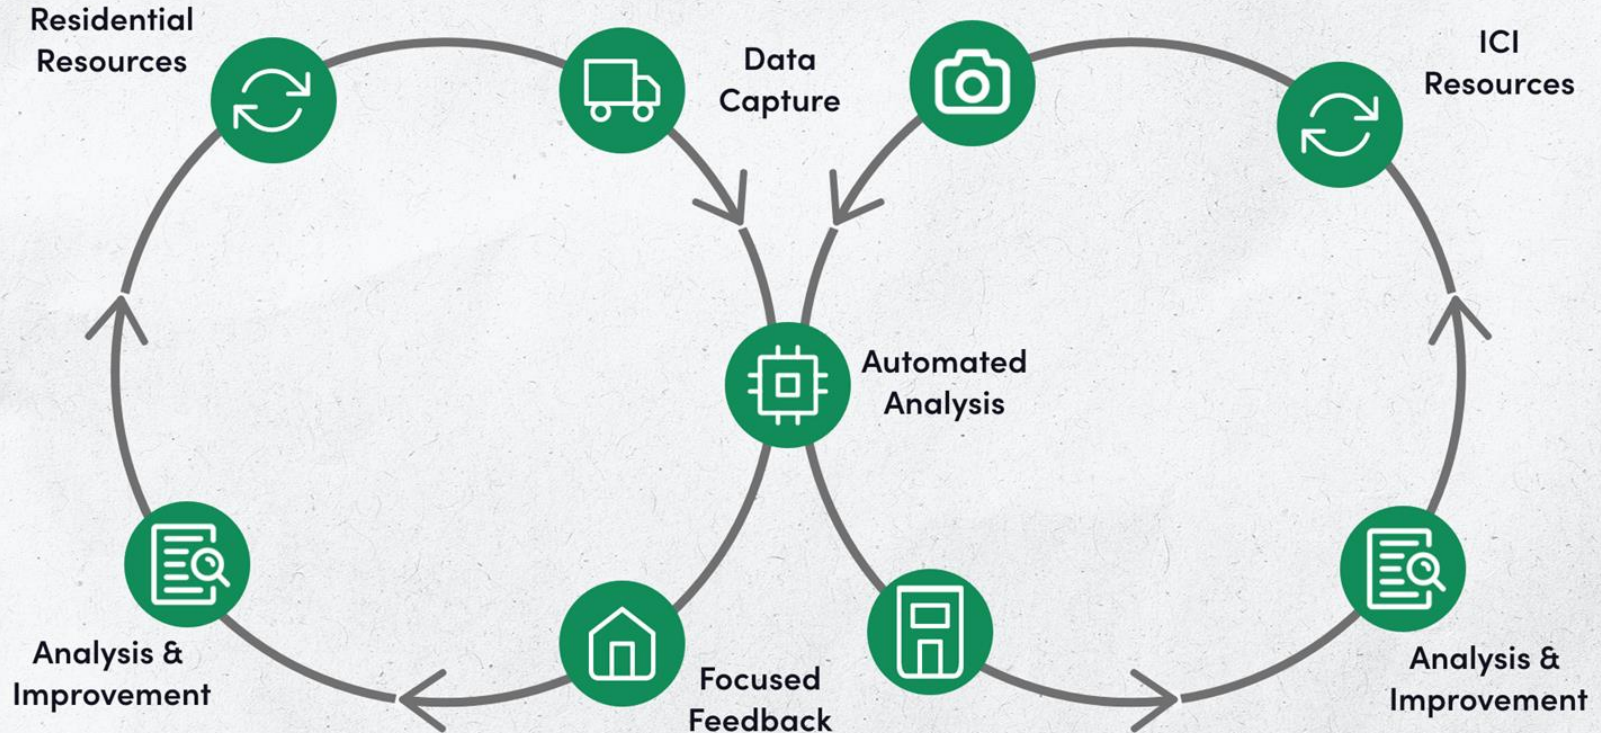 Residential
Resources
Data
Capture
ICI
Resources
Automated
Analysis
Analysis &
Improvement
Focused
Feedback
Analysis &
Improvement